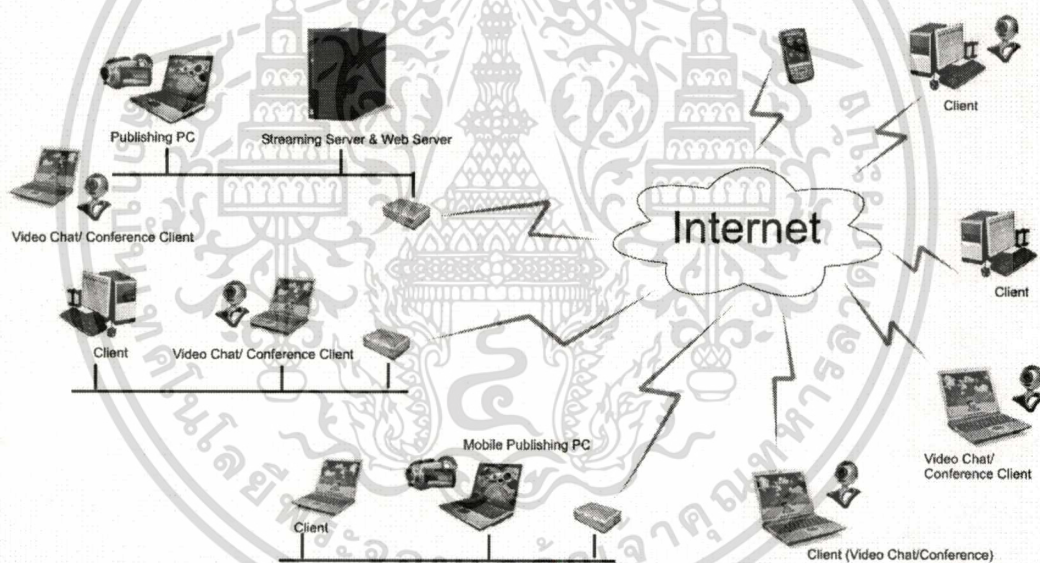 Publishing PC
Streaming Server & Web Server
Client
Video Chat/ Conference Client
Internet
Client
Client
Video Chat/ Conference Client
Mobile Publishing PC
Client
Video Chat/
Conference Client
Client (Video Chat/Conference)